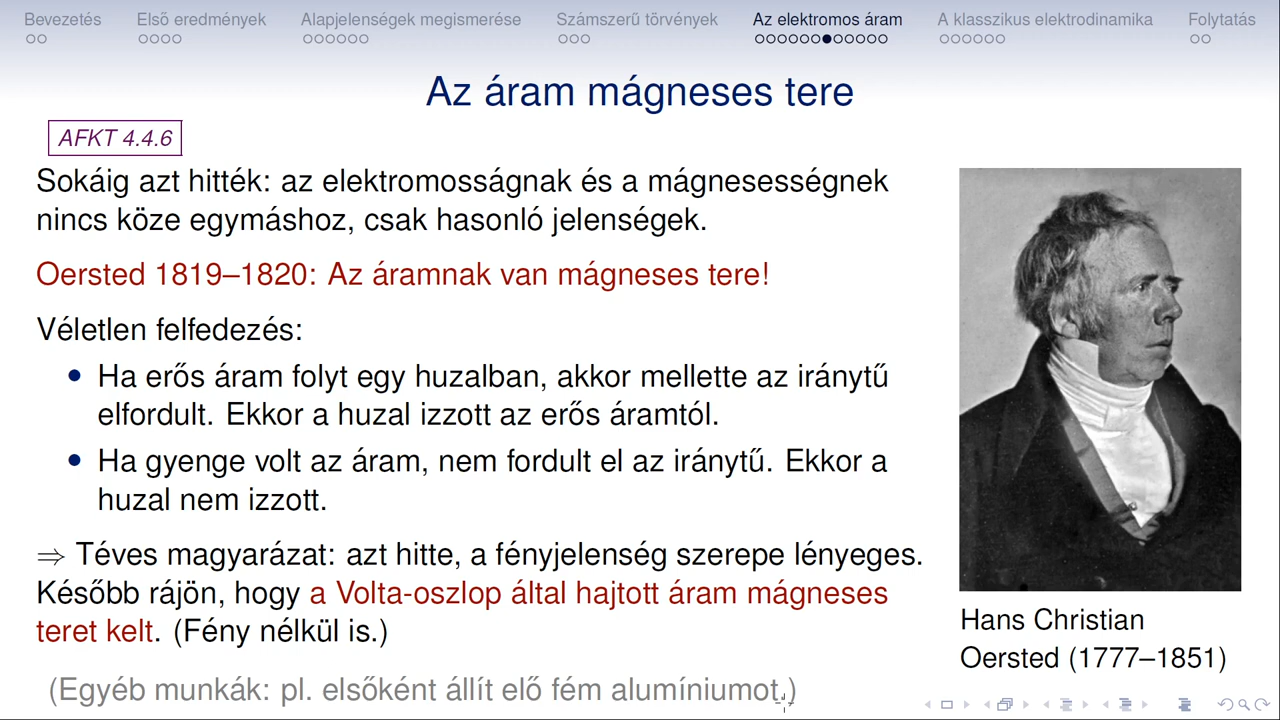 Bevezetés Első eredmények Alapjelenségek megismerése Számszerű törvények Az elektromos áram A klasszikus elektrodinamika Folytatás
Az áram mágneses tere
AFKT 4.4.6
Sokáig azt hitték: az elektromosságnak és a mágnesességnek
nincs köze egymáshoz, csak hasonló jelenségek.
Oersted 1819–1820: Az áramnak van mágneses tere!
Véletlen felfedezés:
• Ha erős áram folyt egy huzalban, akkor mellette az iránytű
elfordult. Ekkor a huzal izzott az erős áramtól.
• Ha gyenge volt az áram, nem fordult el az iránytű. Ekkor a
huzal nem izzott.
⇒ Téves magyarázat: azt hitte, a fényjelenség szerepe lényeges.
Később rájön, hogy a Volta-oszlop által hajtott áram mágneses
teret kelt. (Fény nélkül is.)
(Egyéb munkák: pl. elsőként állít elő fém alumíniumot.)
Hans Christian
Oersted (1777–1851)